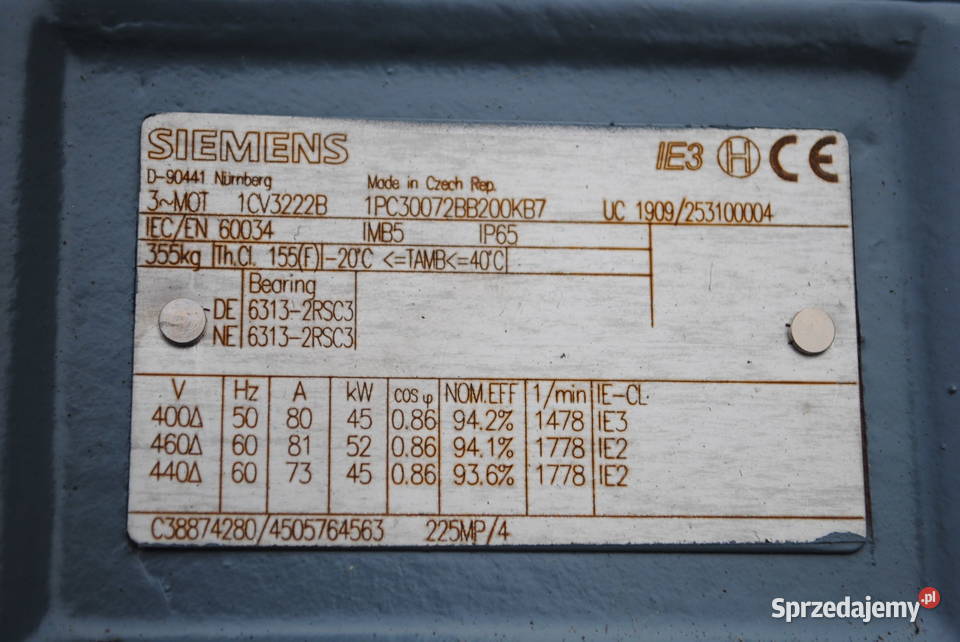 SIEMENS IE3 H CE
D-90441 Nürnberg Made in Czech Rep.
3~MOT 1CV3222B 1PC30072BB200KB7 UC 1909/253100004
IEC/EN 60034 IMB5 IP65
355kg Th.Cl. 155(F) -20°C <=TAMB<=40°C
Bearing
DE 6313-2RSC3
NE 6313-2RSC3
V Hz A kW cos φ NOM.EFF 1/min IE-CL
400Δ 50 80 45 0.86 94.2% 1478 IE3
460Δ 60 81 52 0.86 94.1% 1778 IE2
440Δ 60 73 45 0.86 93.6% 1778 IE2
C38874280/4505764563 225MP/4
Sprzedajemy.pl